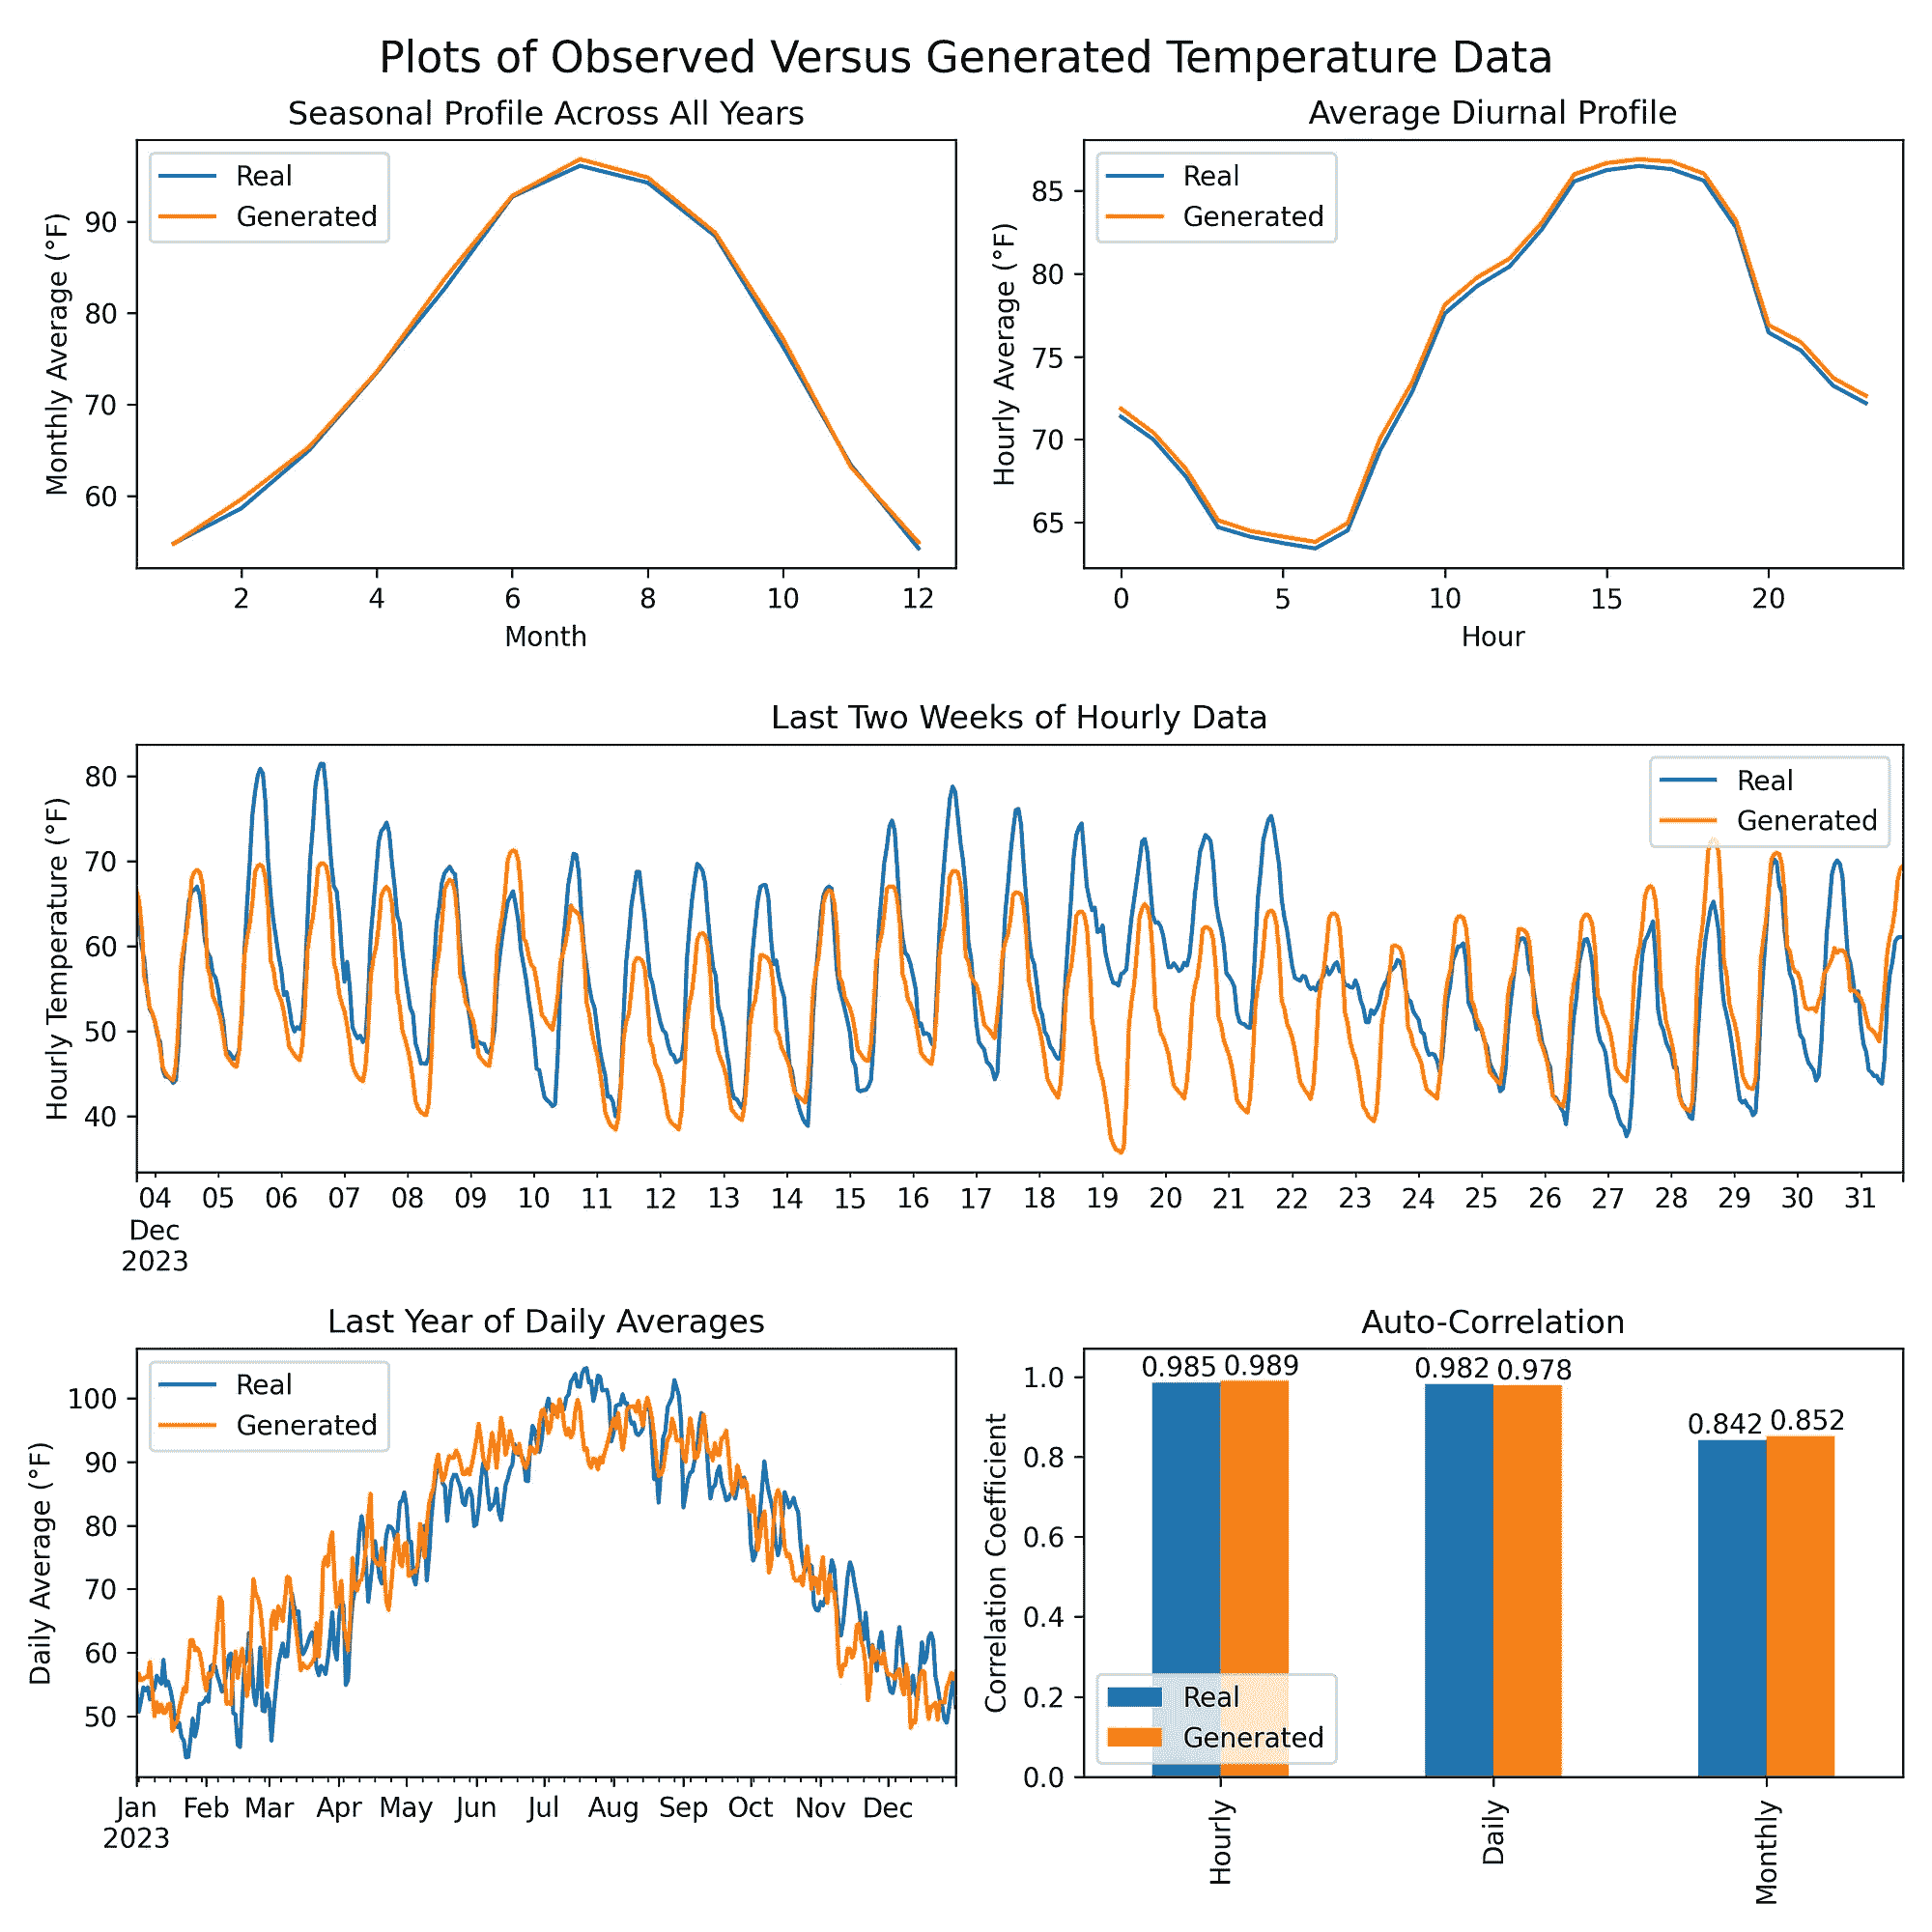 Plots of Observed Versus Generated Temperature Data
Seasonal Profile Across All Years
Real
Generated
Monthly Average (°F)
90
80
70
60
2 4 6 8 10 12
Month
Average Diurnal Profile
Real
Generated
Hourly Average (°F)
85
80
75
70
65
0 5 10 15 20
Hour
Last Two Weeks of Hourly Data
Real
Generated
Hourly Temperature (°F)
80
70
60
50
40
04 05 06 07 08 09 10 11 12 13 14 15 16 17 18 19 20 21 22 23 24 25 26 27 28 29 30 31
Dec
2023
Last Year of Daily Averages
Real
Generated
Daily Average (°F)
100
90
80
70
60
50
Jan Feb Mar Apr May Jun Jul Aug Sep Oct Nov Dec
2023
Auto-Correlation
0.985 0.989 0.982 0.978
0.842 0.852
Correlation Coefficient
1.0
0.8
0.6
0.4
0.2
0.0
Real
Generated
Hourly
Daily
Monthly